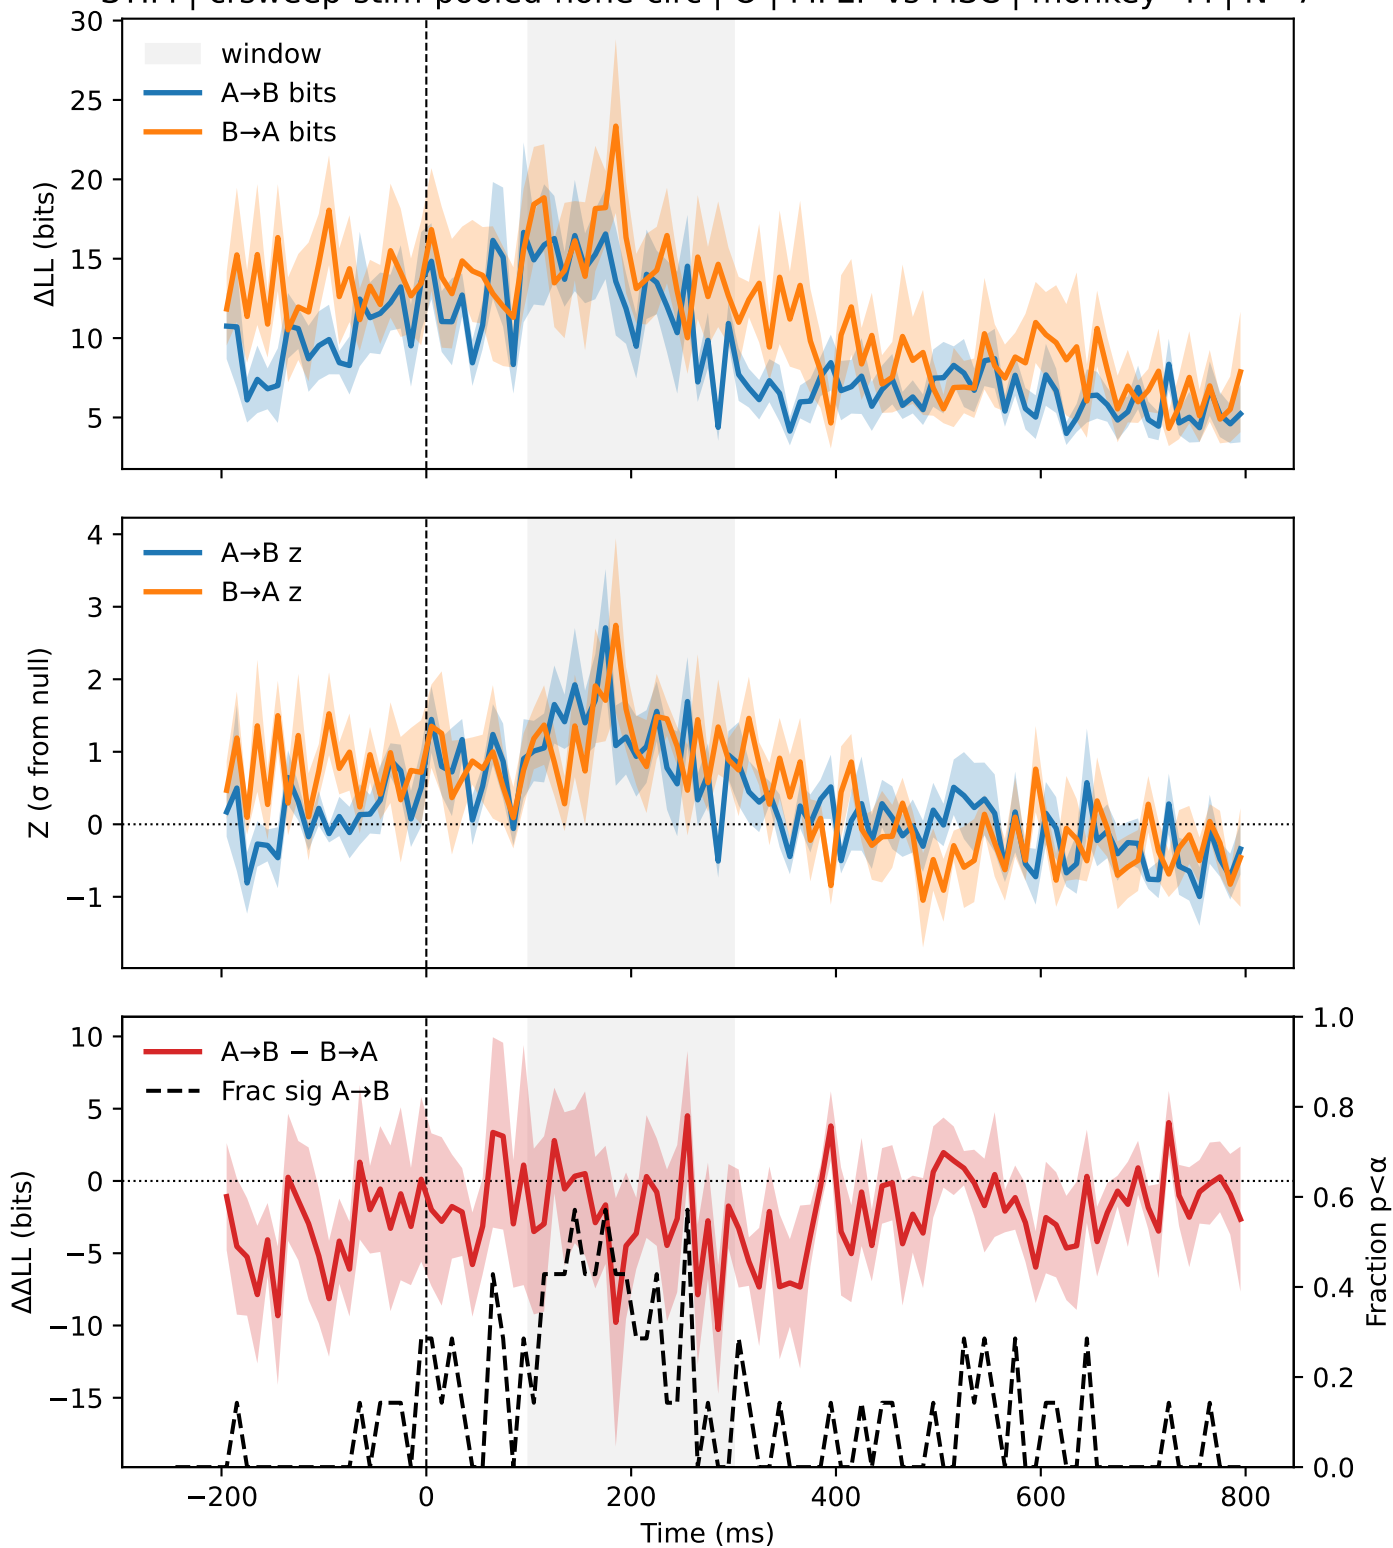 30
25
20
15
10
5
ΔLL (bits)
window
A→B bits
B→A bits
4
3
2
1
0
−1
Z (σ from null)
A→B z
B→A z
10
5
0
−5
−10
−15
ΔΔLL (bits)
A→B − B→A
Frac sig A→B
1.0
0.8
0.6
0.4
0.2
0.0
Fraction p<α
−200
0
200
400
600
800
Time (ms)